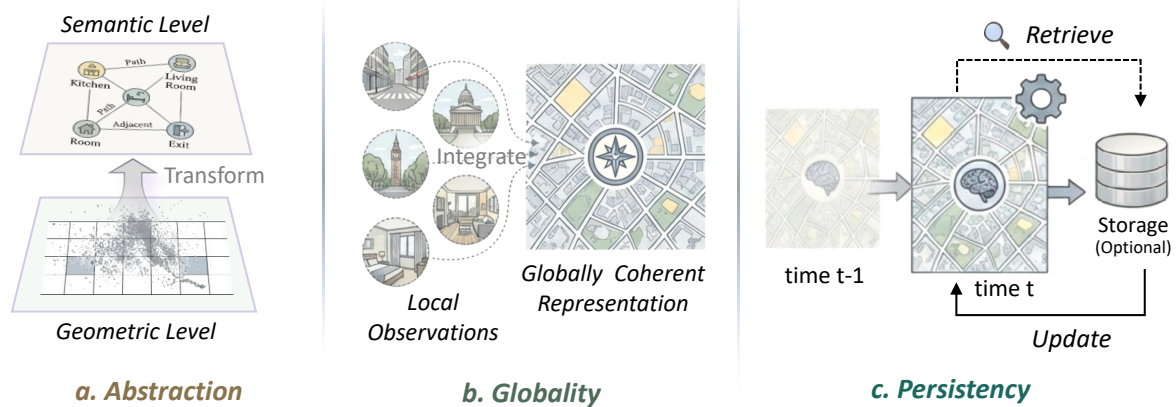 Semantic Level
Path
Kitchen
Living
Room
Path
Adjacent
Room
Exit
Transform
Geometric Level
a. Abstraction
Integrate
Local
Observations
Globally Coherent
Representation
b. Globality
Retrieve
time t-1
time t
Storage
(Optional)
Update
c. Persistency